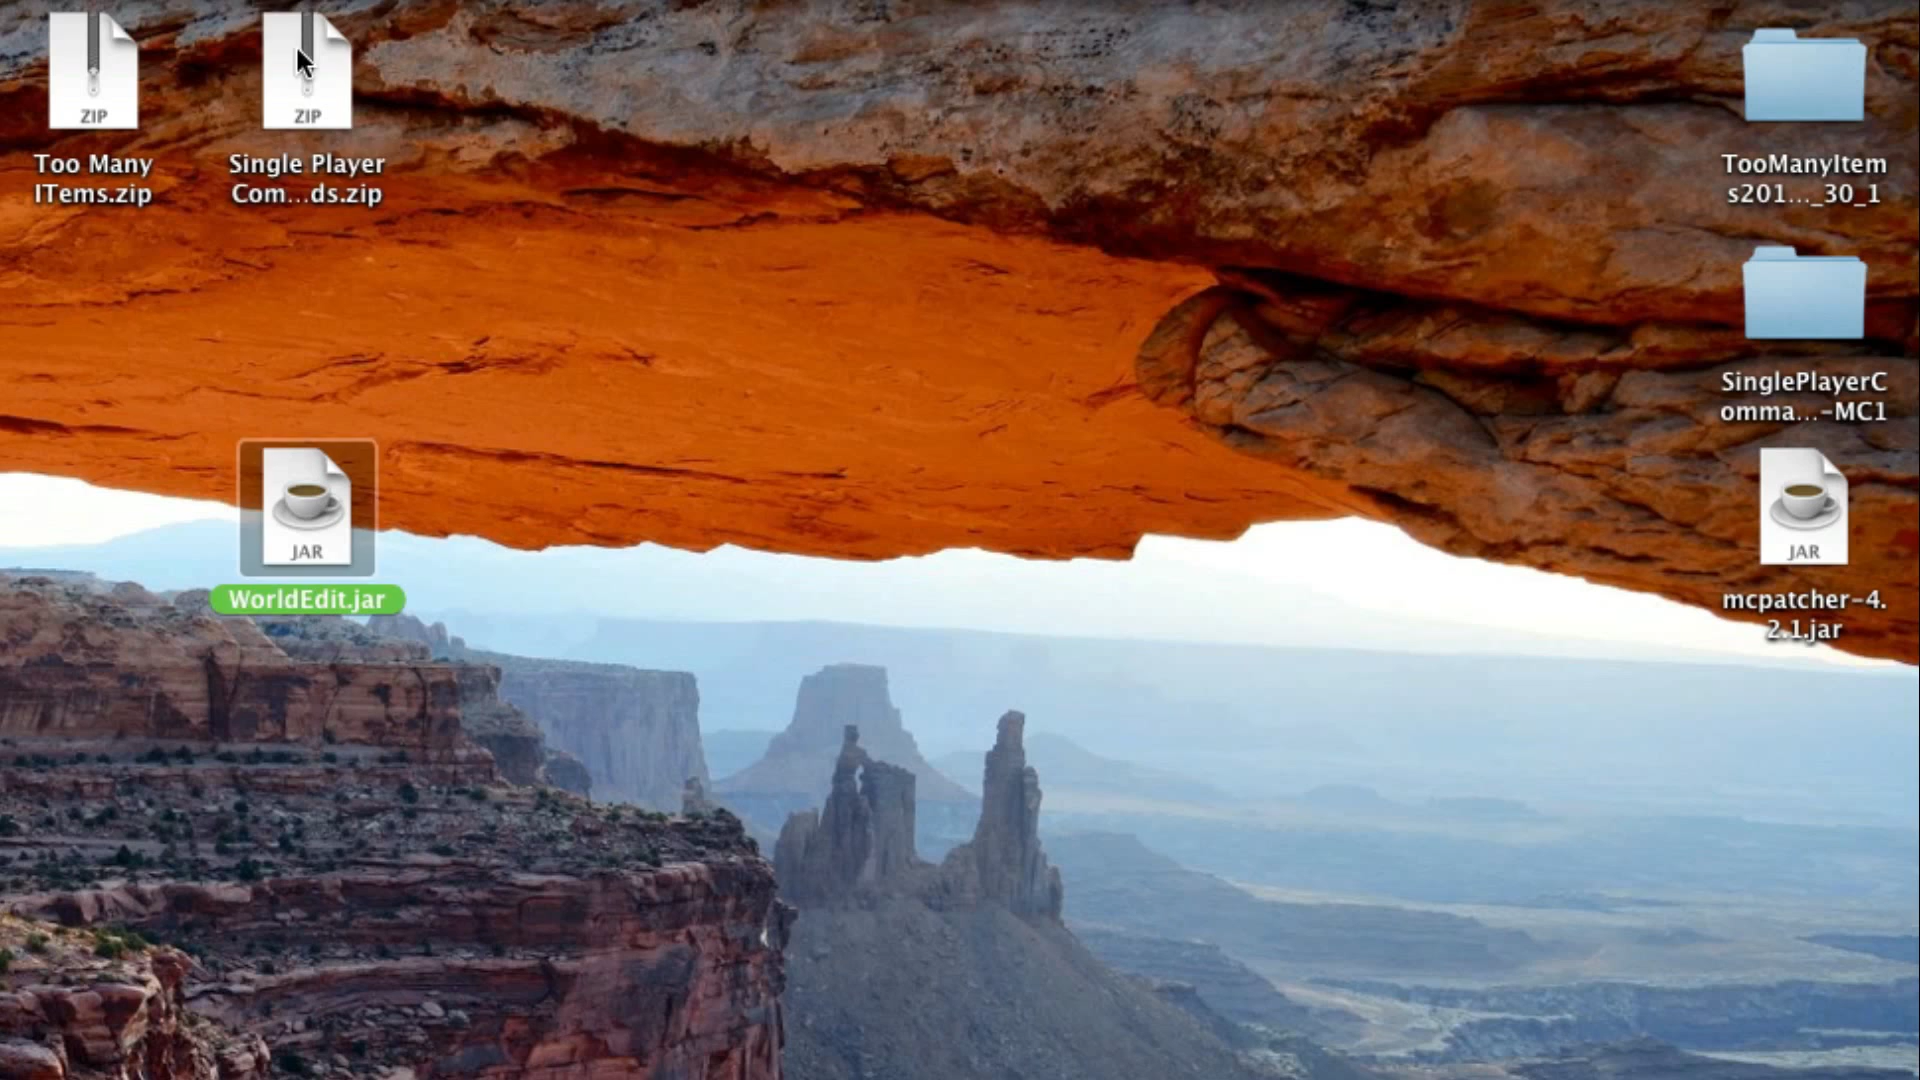 ZIP
Too Many
ITems.zip
ZIP
Single Player
Com...ds.zip
TooManyItem
s201..._30_1
SinglePlayerC
omma...-MC1
JAR
WorldEdit.jar
JAR
mcpatcher-4.
2.1.jar